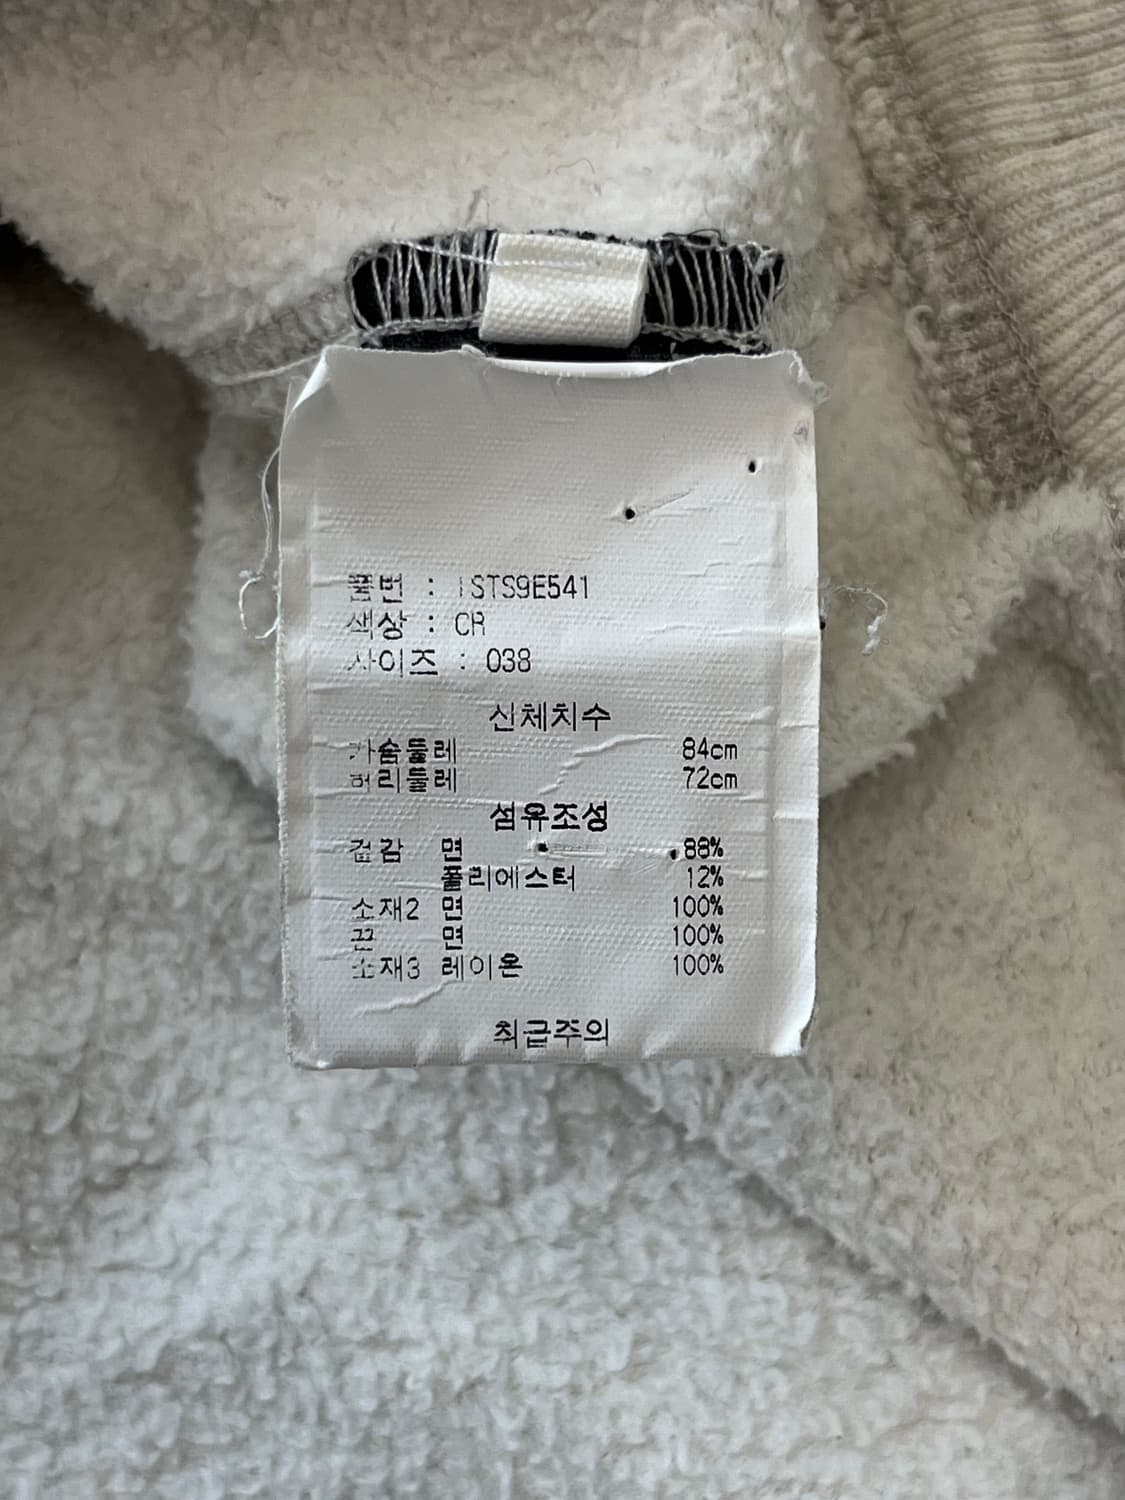 품번 : ISTS9E541
색상 : CR
사이즈 : 038
신체치수
가슴둘레 84cm
허리둘레 72cm
섬유조성
겉감 면 88%
폴리에스터 12%
소재2 면 100%
끈 면 100%
소재3 레이온 100%
취급주의